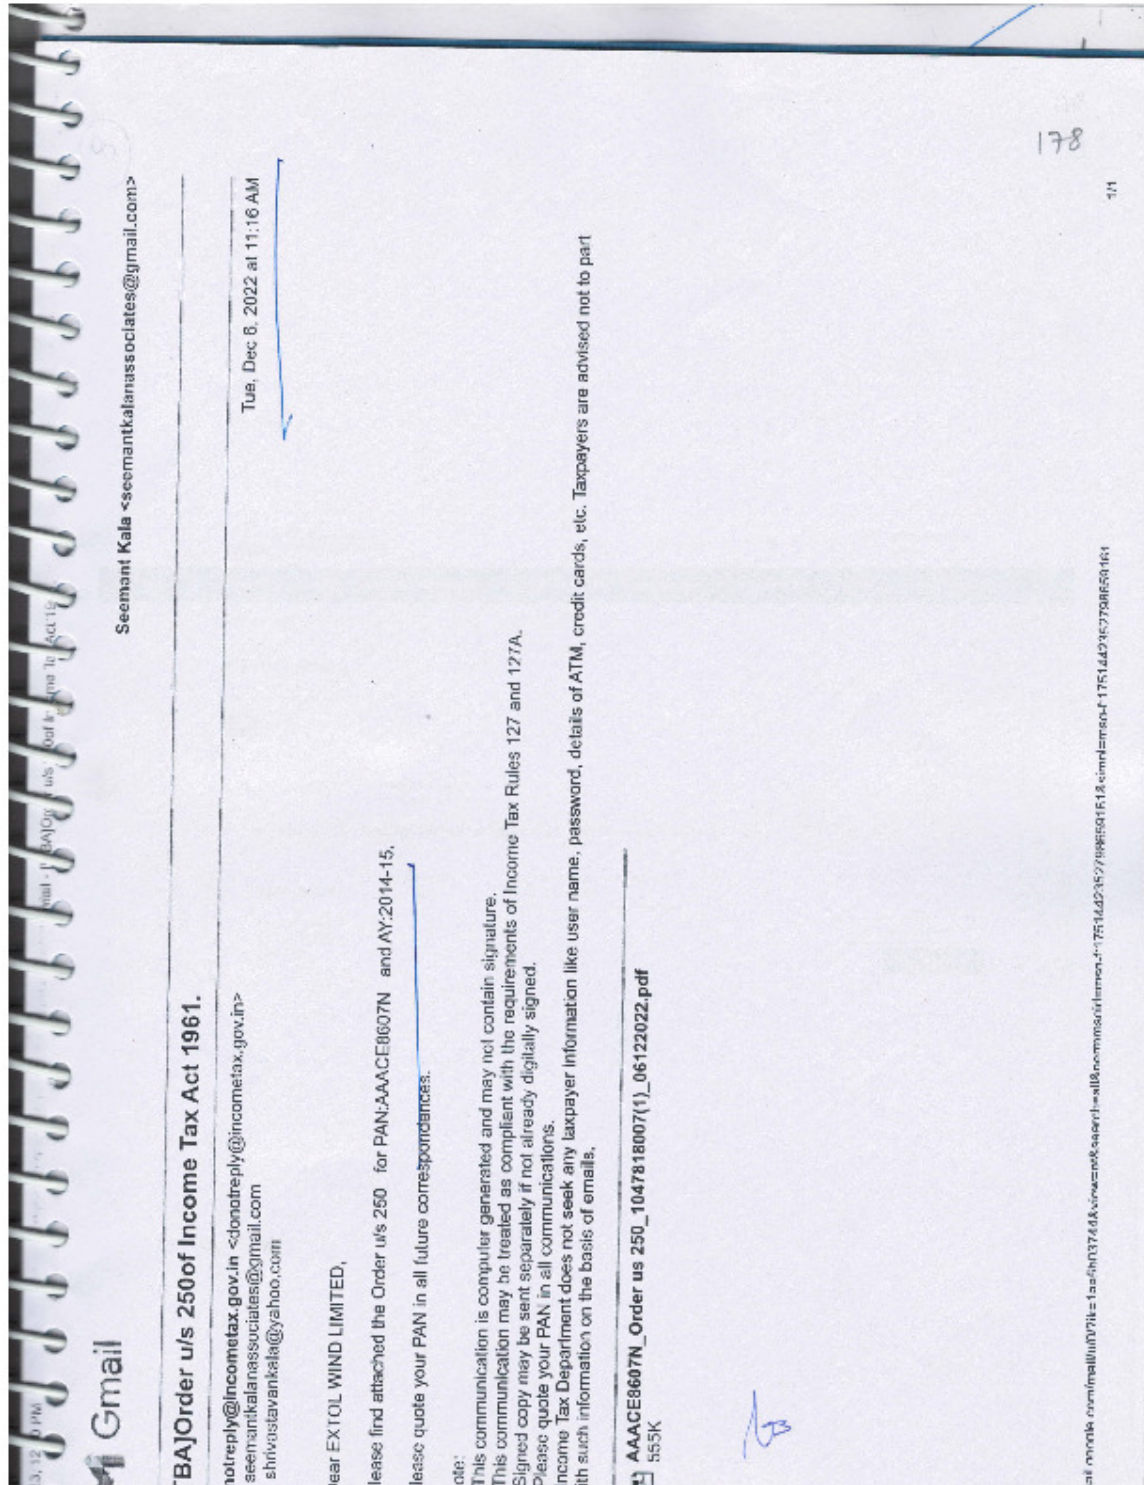 Gmail
Seemant Kala <seemantkalanassociates@gmail.com>
BA]Order u/s 250of Income Tax Act 1961.
notreply@incometax.gov.in <donotreply@incometax.gov.in>
Tue, Dec 6, 2022 at 11:16 AM
seemantkalanassociates@gmail.com
shrivastavankala@yahoo.com
ear EXTOL WIND LIMITED,
lease find attached the Order u/s 250 for PAN:AAACE8607N and AY:2014-15.
lease quote your PAN in all future correspondances.
ote:
This communication is computer generated and may not contain signature.
This communication may be treated as compliant with the requirements of Income Tax Rules 127 and 127A.
Signed copy may be sent separately if not already digitally signed.
Please quote your PAN in all communications.
ncome Tax Department does not seek any taxpayer information like user name, password, details of ATM, credit cards, etc. Taxpayers are advised not to part
ith such information on the basis of emails.
AAACE8607N_Order us 250_1047818007(1)_06122022.pdf
555K
178
1/1